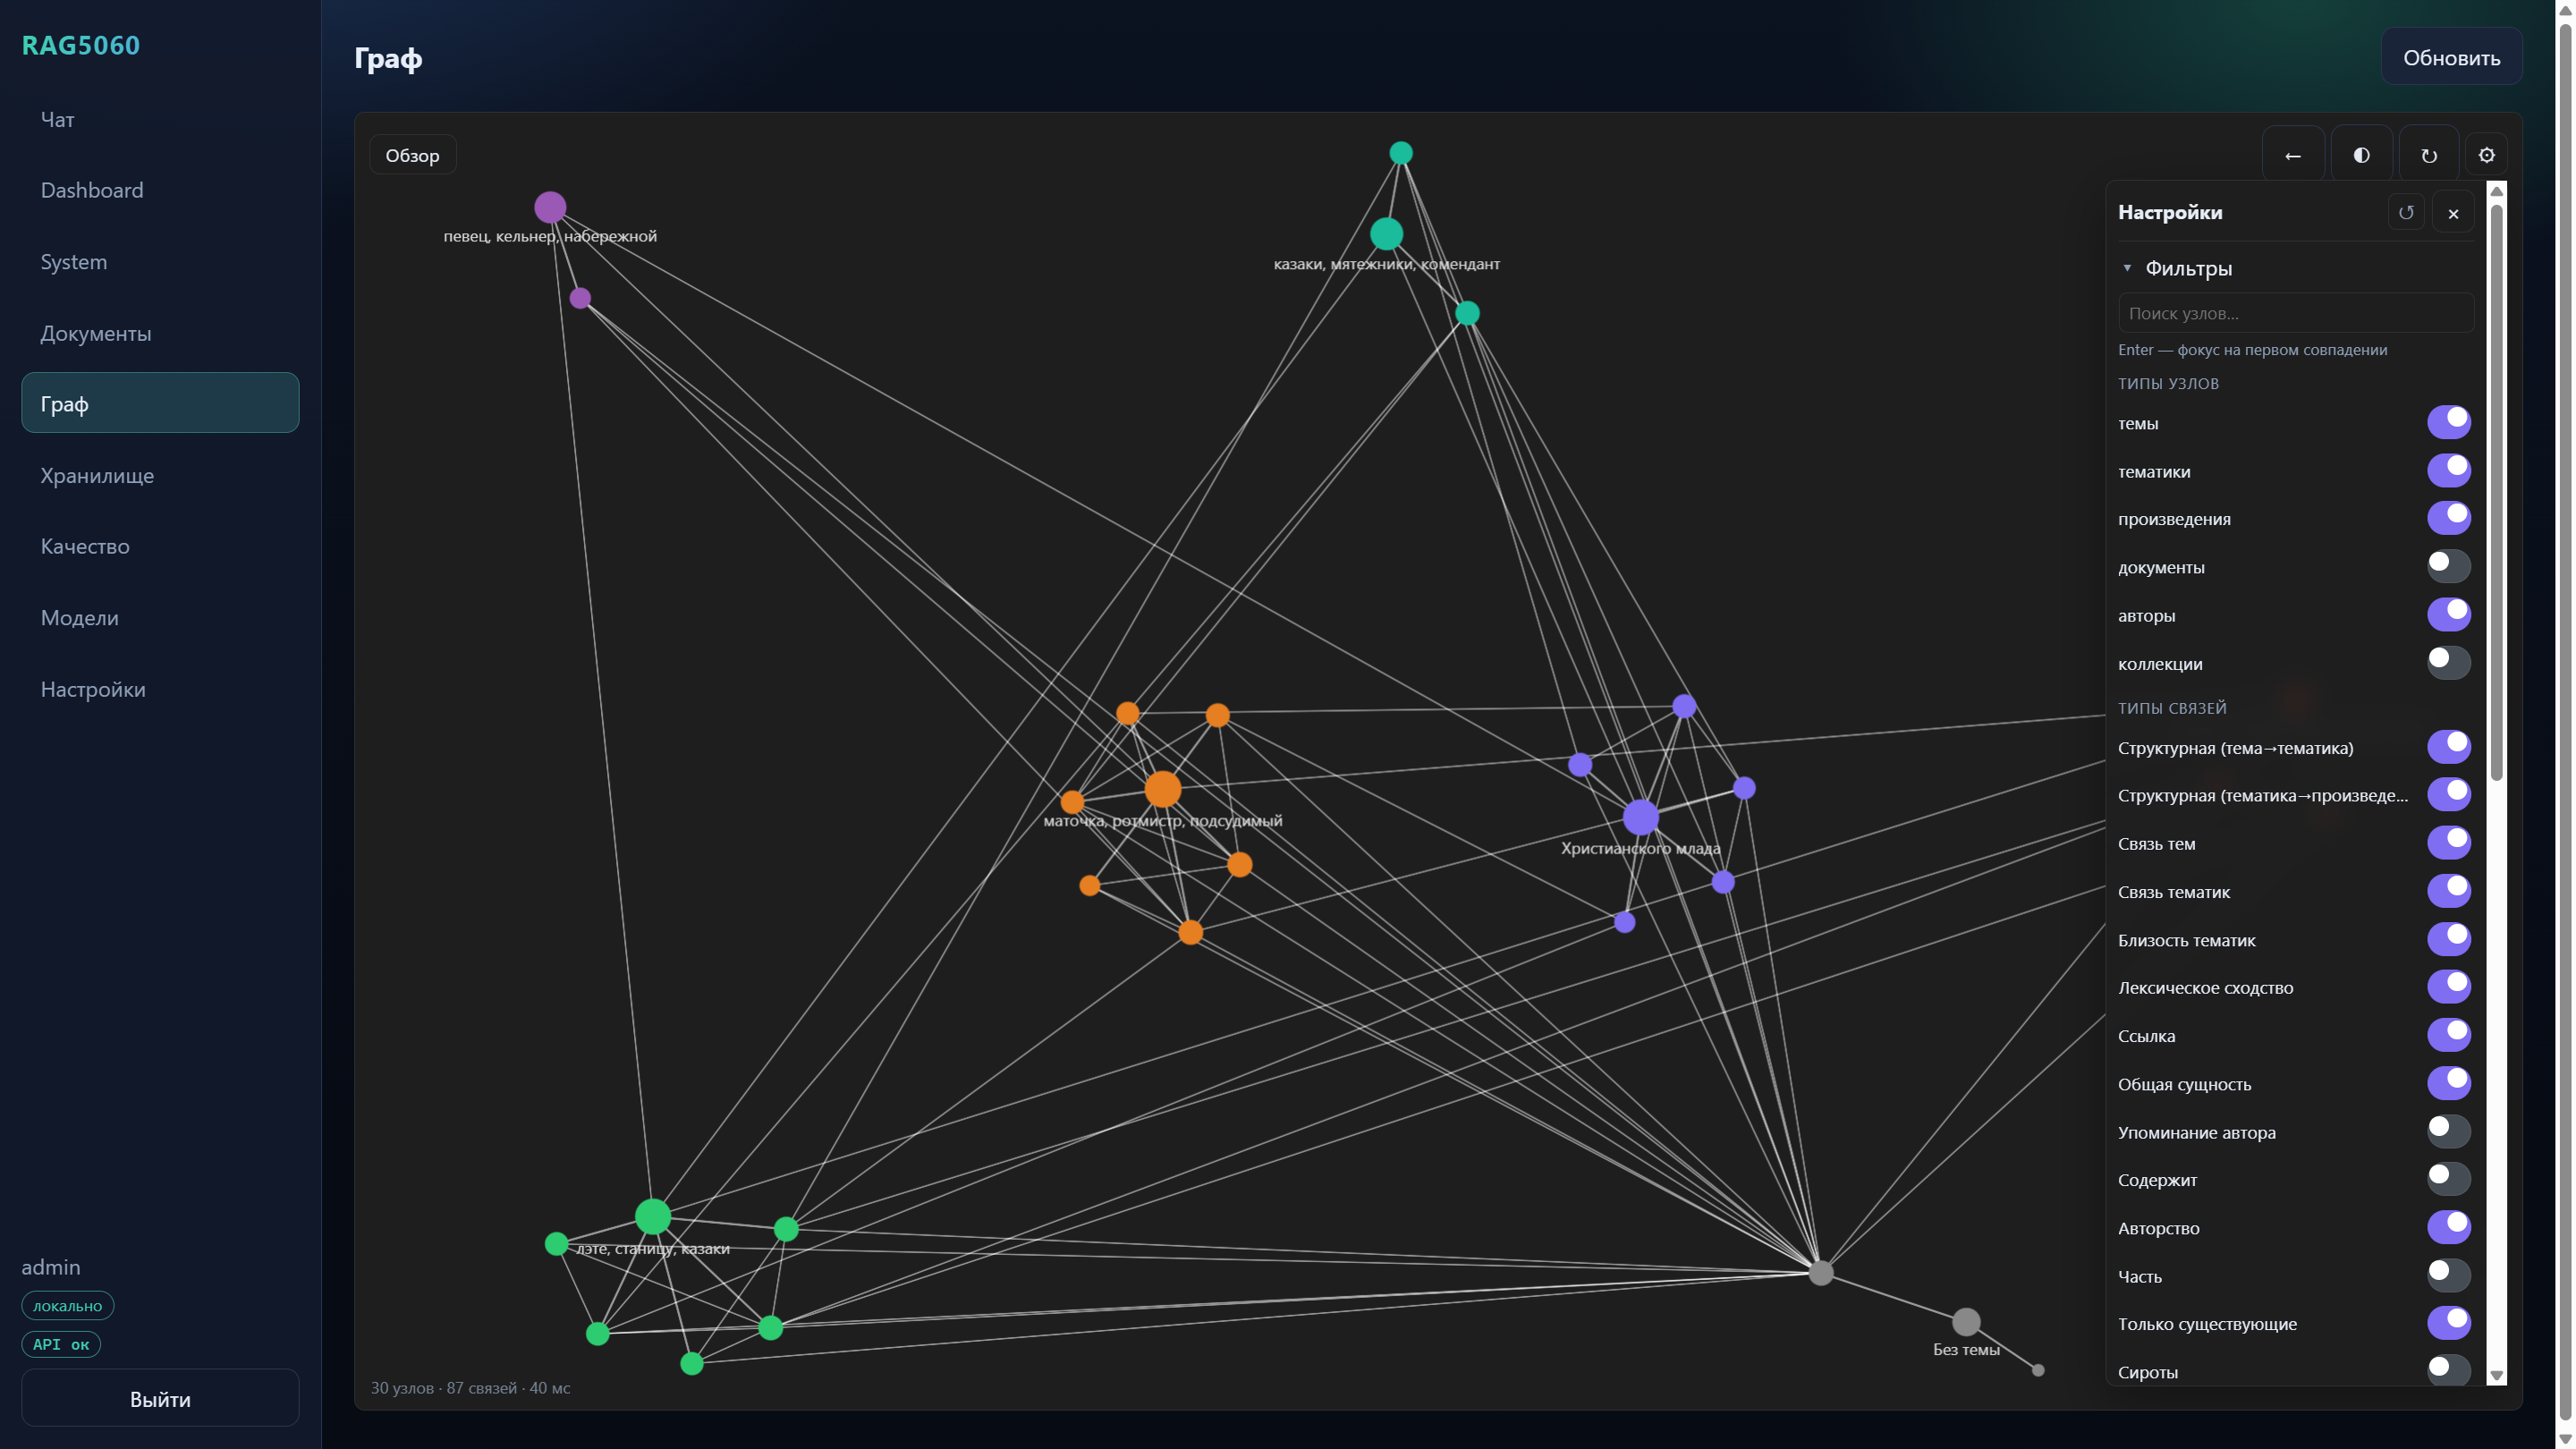 RAG5060
Чат
Dashboard
System
Документы
Граф
Хранилище
Качество
Модели
Настройки
admin
локально
API ок
Выйти
Граф
Обновить
Обзор
певец, кельнер, набережной
казаки, мятежники, комендант
маточка, ротмистр, подсудимый
Христианского млада
лэте, станицу, казаки
Без темы
30 узлов · 87 связей · 40 мс
Настройки
Фильтры
Поиск узлов...
Enter — фокус на первом совпадении
ТИПЫ УЗЛОВ
темы
тематики
произведения
документы
авторы
коллекции
ТИПЫ СВЯЗЕЙ
Структурная (тема→тематика)
Структурная (тематика→произведе...
Связь тем
Связь тематик
Близость тематик
Лексическое сходство
Ссылка
Общая сущность
Упоминание автора
Содержит
Авторство
Часть
Только существующие
Сироты